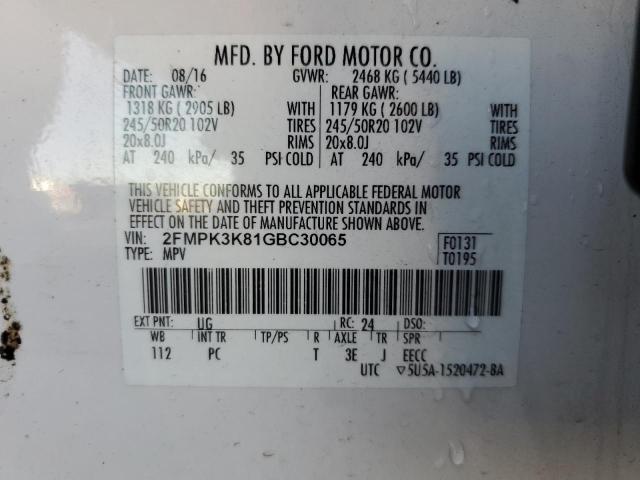 MFD. BY FORD MOTOR CO.
DATE: 08/16 GVWR: 2468 KG ( 5440 LB)
FRONT GAWR: REAR GAWR:
1318 KG ( 2905 LB) WITH 1179 KG ( 2600 LB) WITH
245/50R20 102V TIRES 245/50R20 102V TIRES
20x8.0J RIMS 20x8.0J RIMS
AT 240 kPa/ 35 PSI COLD AT 240 kPa/ 35 PSI COLD
THIS VEHICLE CONFORMS TO ALL APPLICABLE FEDERAL MOTOR
VEHICLE SAFETY AND THEFT PREVENTION STANDARDS IN
EFFECT ON THE DATE OF MANUFACTURE SHOWN ABOVE.
VIN: 2FMPK3K81GBC30065 F0131
TYPE: MPV T0195
EXT PNT: UG RC: 24 DSO:
WB INT TR TP/PS R AXLE TR SPR
112 PC T 3E J EECC
UTC ▽5U5A-1520472-BA